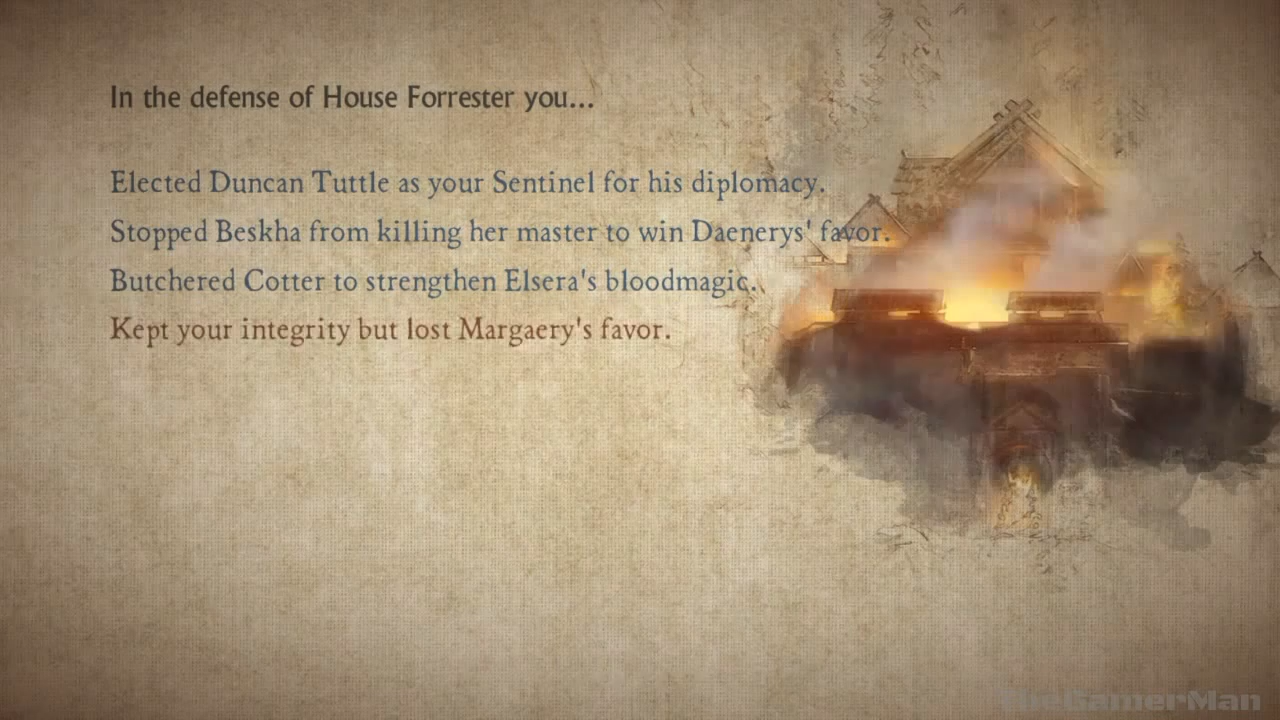 In the defense of House Forrester you...
Elected Duncan Tuttle as your Sentinel for his diplomacy.
Stopped Beskha from killing her master to win Daenerys' favor.
Butchered Cotter to strengthen Elsera's bloodmagic.
Kept your integrity but lost Margaery's favor.
TheGamerMan